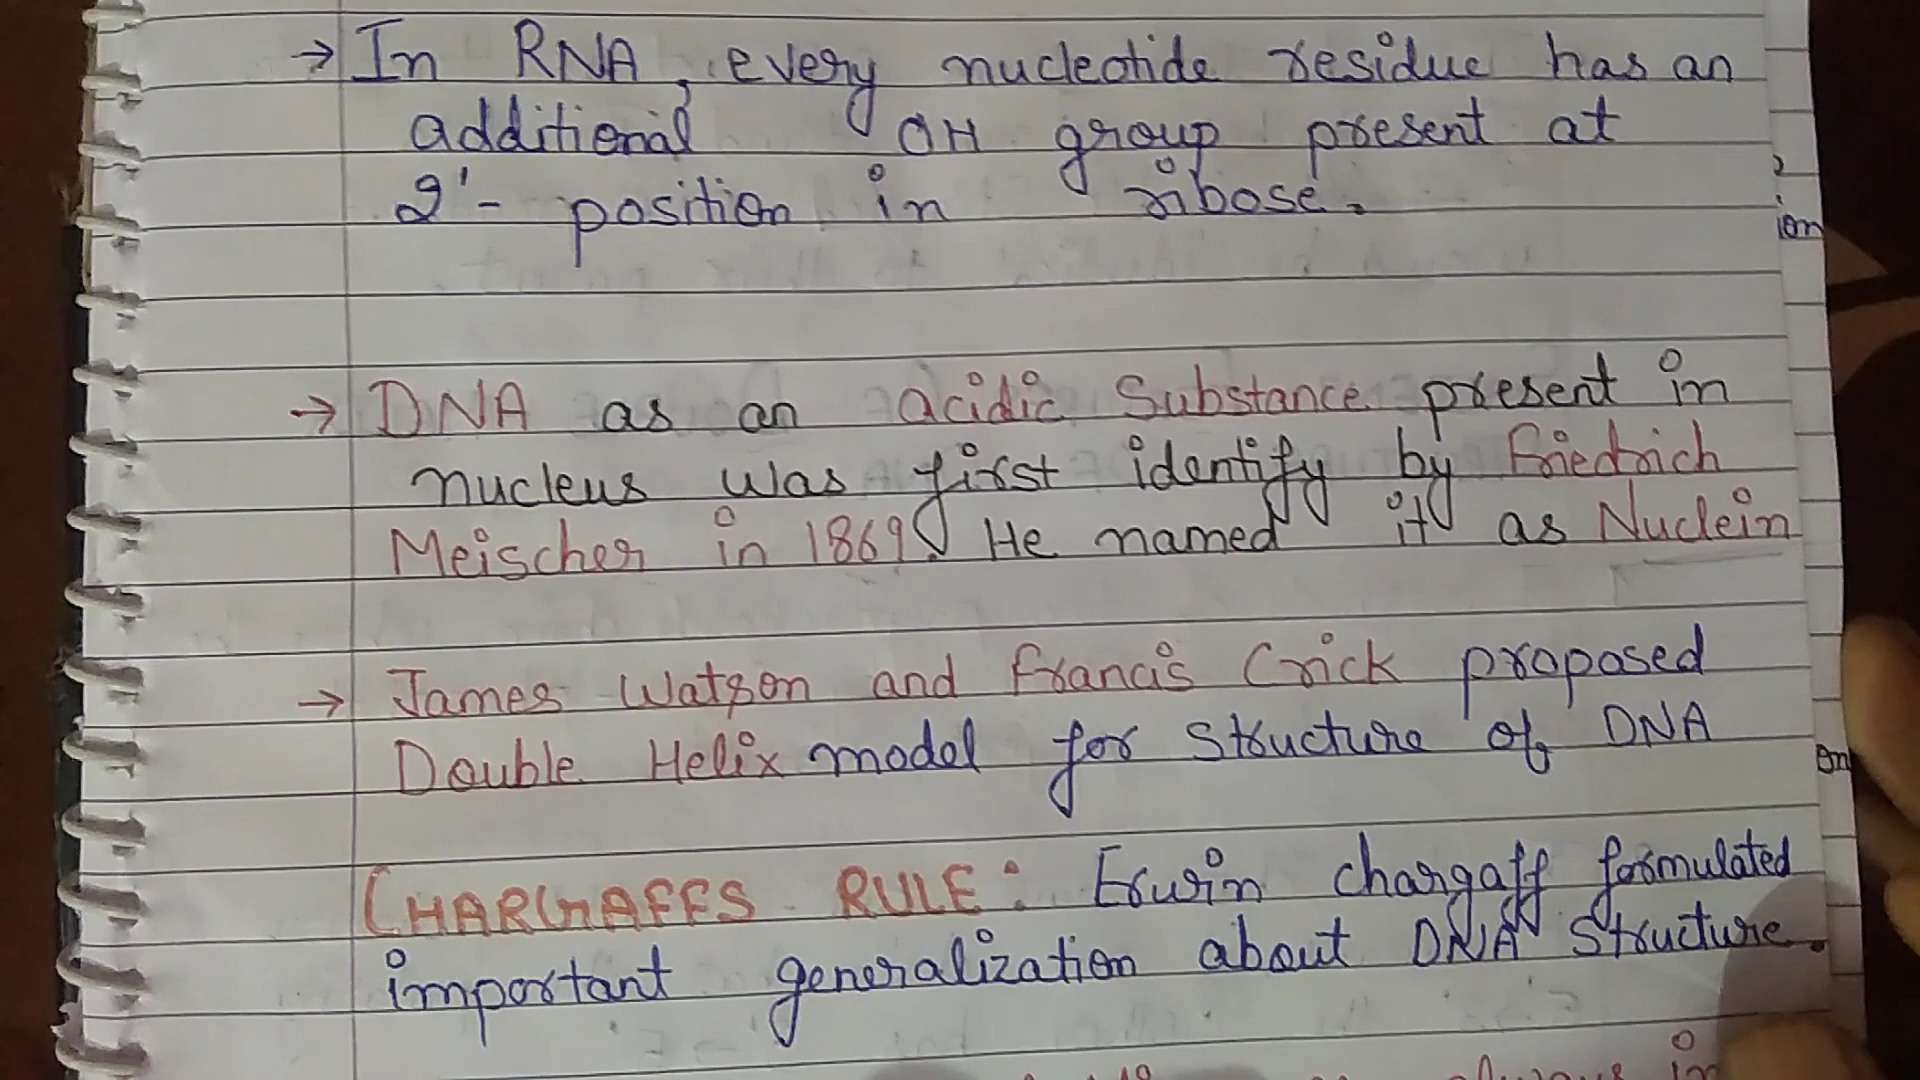 → In RNA, every nucleotide residue has an
additional OH group present at
2'- position in ribose.
ion
→ DNA as an acidic Substance present in
nucleus was first identify by Friedrich
Meischer in 1869. He named it as Nuclein
→ James Watson and Francis Crick proposed
Double Helix model for Structure of DNA
on
CHARGAFFS RULE: Erwin chargaff formulated
important generalization about DNA Structure.